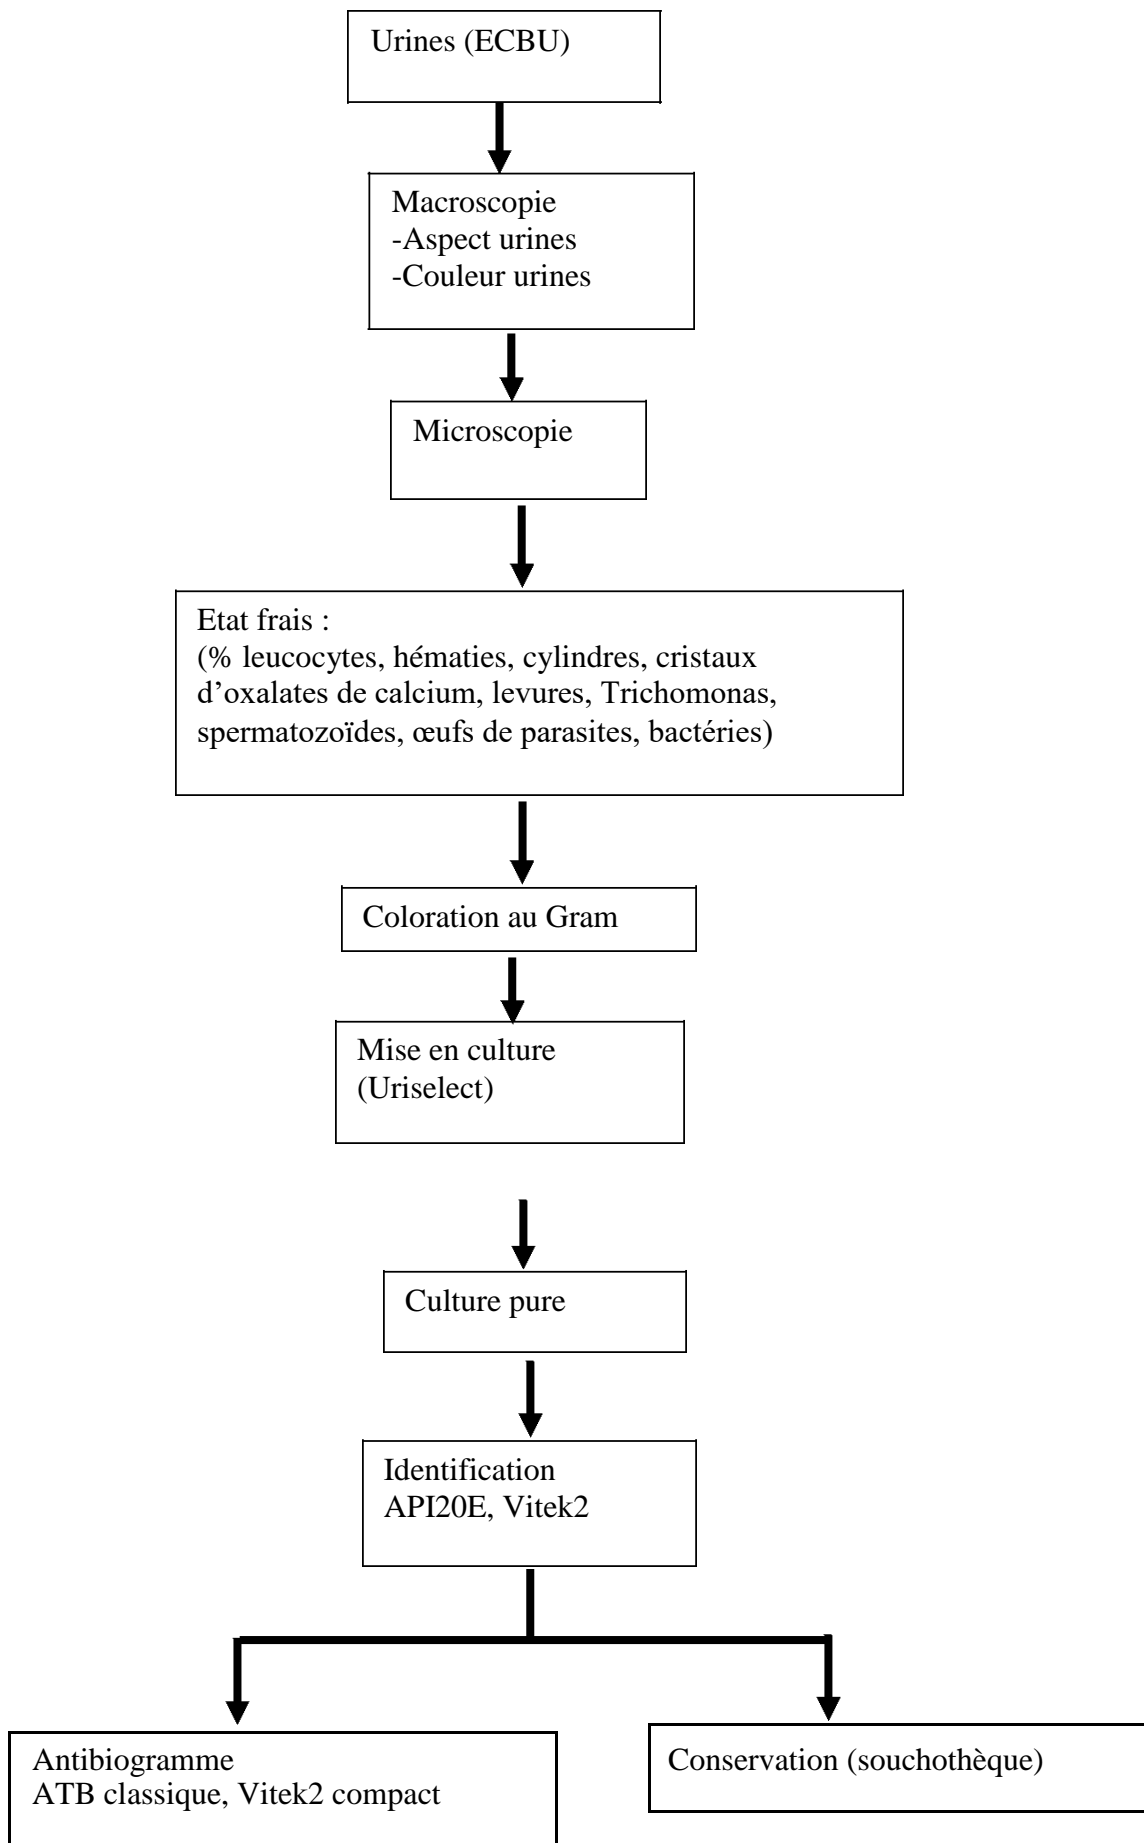 Urines (ECBU)
Macroscopie
-Aspect urines
-Couleur urines
Microscopie
Etat frais :
(% leucocytes, hématies, cylindres, cristaux
d’oxalates de calcium, levures, Trichomonas,
spermatozoïdes, œufs de parasites, bactéries)
Coloration au Gram
Mise en culture
(Uriselect)
Culture pure
Identification
API20E, Vitek2
Antibiogramme
ATB classique, Vitek2 compact
Conservation (souchothèque)